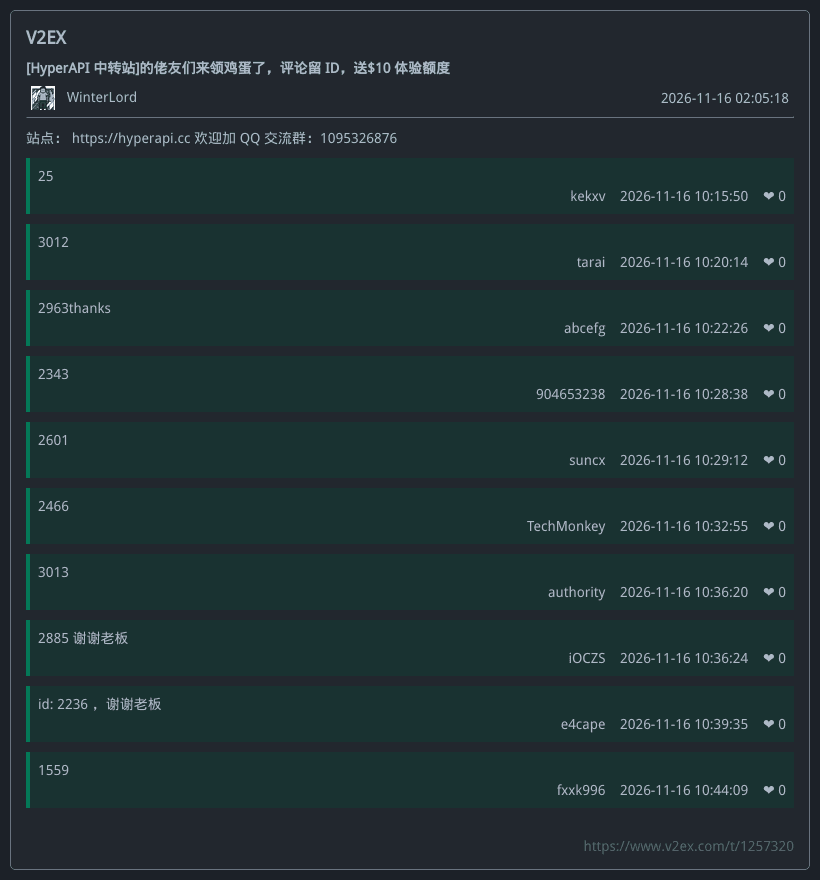 V2EX
[HyperAPI 中转站]的佬友们来领鸡蛋了，评论留 ID，送$10 体验额度
WinterLord 2026-11-16 02:05:18
站点： https://hyperapi.cc 欢迎加 QQ 交流群：1095326876
25
kekxv 2026-11-16 10:15:50 ❤ 0
3012
tarai 2026-11-16 10:20:14 ❤ 0
2963thanks
abcefg 2026-11-16 10:22:26 ❤ 0
2343
904653238 2026-11-16 10:28:38 ❤ 0
2601
suncx 2026-11-16 10:29:12 ❤ 0
2466
TechMonkey 2026-11-16 10:32:55 ❤ 0
3013
authority 2026-11-16 10:36:20 ❤ 0
2885 谢谢老板
iOCZS 2026-11-16 10:36:24 ❤ 0
id: 2236 ，谢谢老板
e4cape 2026-11-16 10:39:35 ❤ 0
1559
fxxk996 2026-11-16 10:44:09 ❤ 0
https://www.v2ex.com/t/1257320